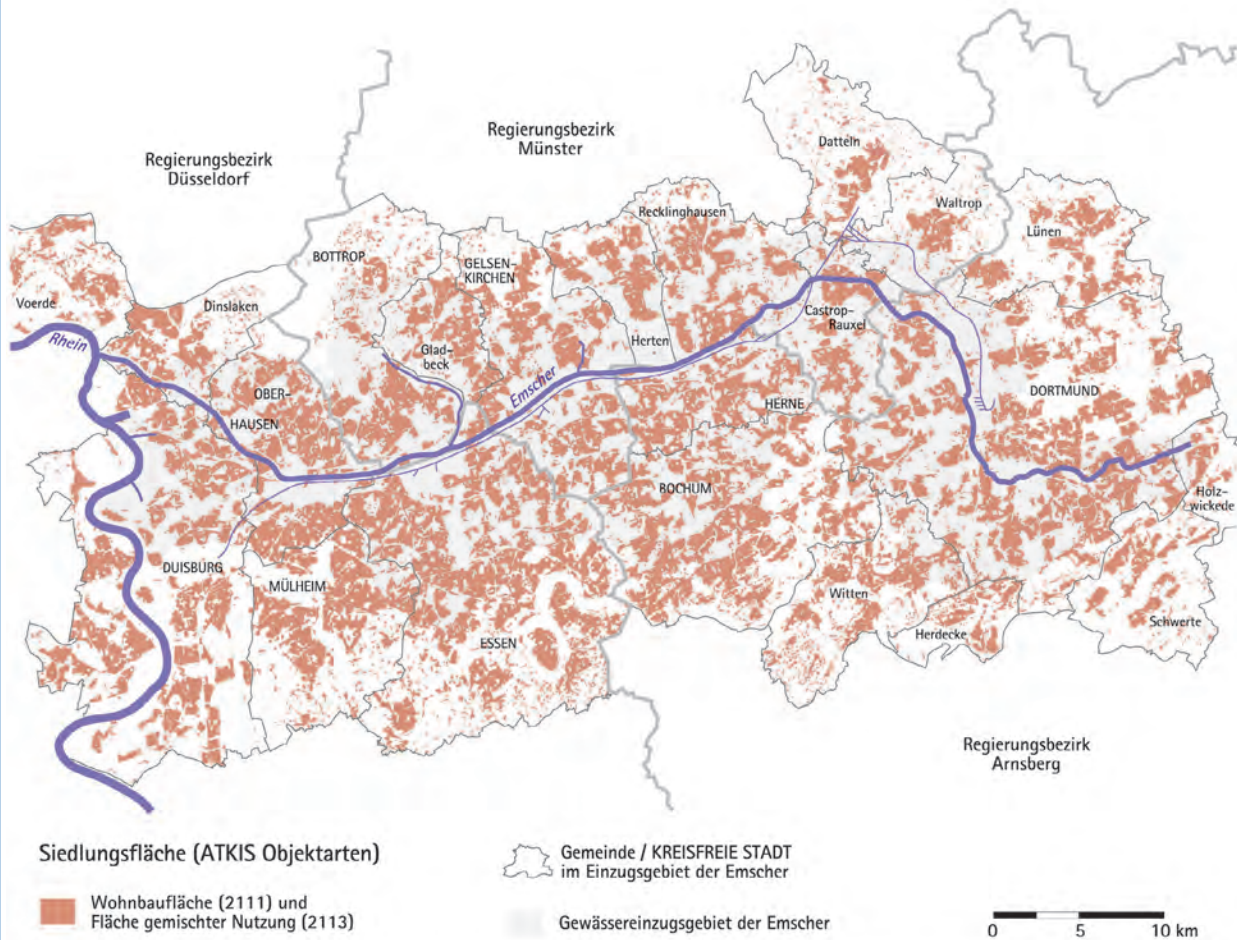 Regierungsbezirk
Düsseldorf
Regierungsbezirk
Münster
Datteln
Waltrop
Lünen
Recklinghausen
BOTTROP
GELSEN-
KIRCHEN
Voerde
Dinslaken
Rhein
Glad-
beck
Herten
Castrop-
Rauxel
Emscher
OBER-
HAUSEN
HERNE
DORTMUND
BOCHUM
Holz-
wickede
DUISBURG
MÜLHEIM
ESSEN
Witten
Herdecke
Schwerte
Regierungsbezirk
Arnsberg
Siedlungsfläche (ATKIS Objektarten)
Wohnbaufläche (2111) und
Fläche gemischter Nutzung (2113)
Gemeinde / KREISFREIE STADT
im Einzugsgebiet der Emscher
Gewässereinzugsgebiet der Emscher
0 5 10 km